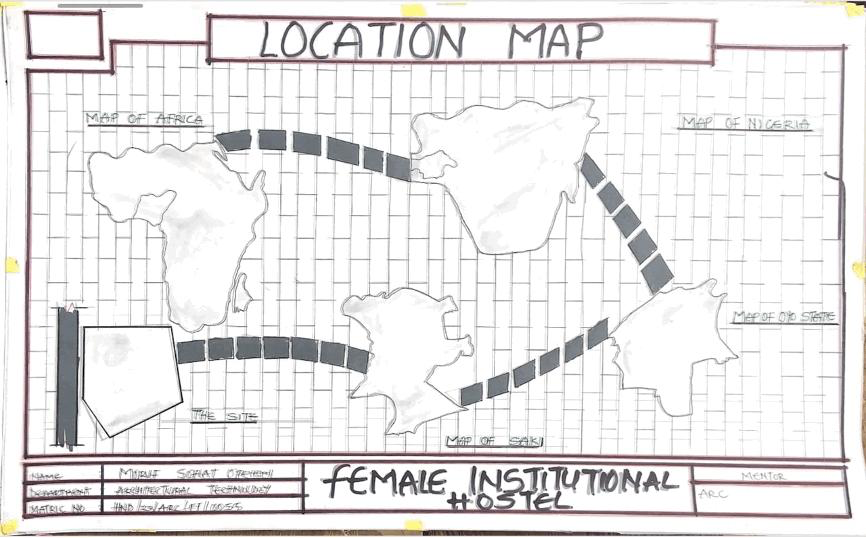 LOCATION MAP
MAP OF AFRICA
MAP OF NIGERIA
MAP OF OYO STATE
THE SITE
MAP OF SAKI
NAME
DEPARTMENT ARCHITECTURAL TECHNOLOGY
MATRIC NO
FEMALE INSTITUTIONAL
HOSTEL
MENTOR
ARC